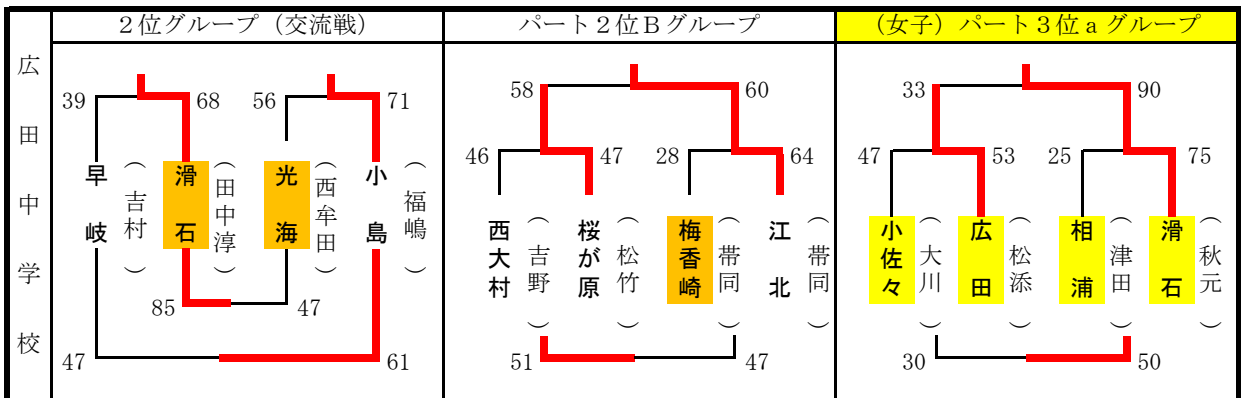 広田中学校
２位グループ（交流戦）
39
68
56
71
早岐
（吉村）
滑石
（田中淳）
光海
（西牟田）
小島
（福嶋）
85
47
47
61
パート２位Ｂグループ
58
60
46
47
28
64
西大村
（吉野）
桜が原
（松竹）
梅香崎
（帯同）
江北
（帯同）
51
47
（女子）パート３位ａグループ
33
90
47
53
25
75
小佐々
（大川）
広田
（松添）
相浦
（津田）
滑石
（秋元）
30
50